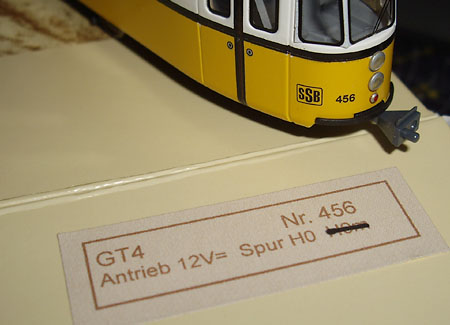 SSB 456
GT4 Nr. 456
Antrieb 12V= Spur H0